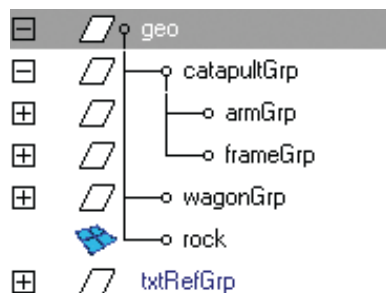 geo
catapultGrp
armGrp
frameGrp
wagonGrp
rock
txtRefGrp